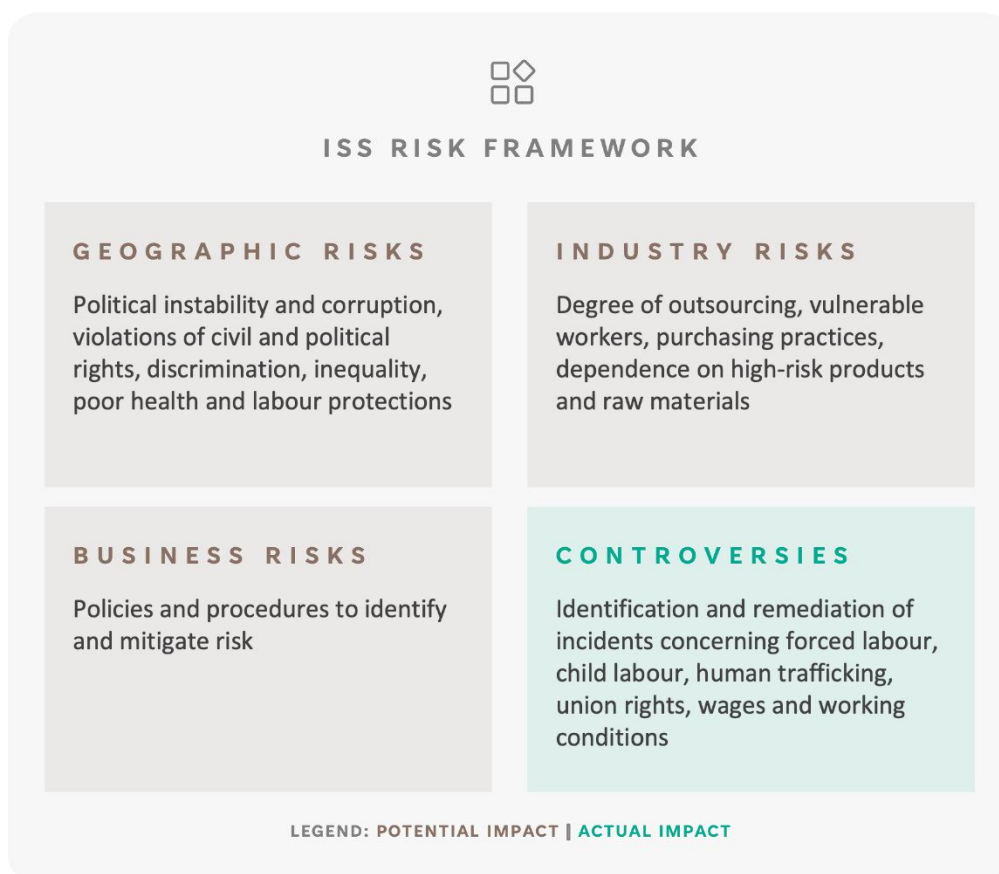 ISS RISK FRAMEWORK
GEOGRAPHIC RISKS
Political instability and corruption,
violations of civil and political
rights, discrimination, inequality,
poor health and labour protections
INDUSTRY RISKS
Degree of outsourcing, vulnerable
workers, purchasing practices,
dependence on high-risk products
and raw materials
BUSINESS RISKS
Policies and procedures to identify
and mitigate risk
CONTROVERSIES
Identification and remediation of
incidents concerning forced labour,
child labour, human trafficking,
union rights, wages and working
conditions
LEGEND: POTENTIAL IMPACT | ACTUAL IMPACT